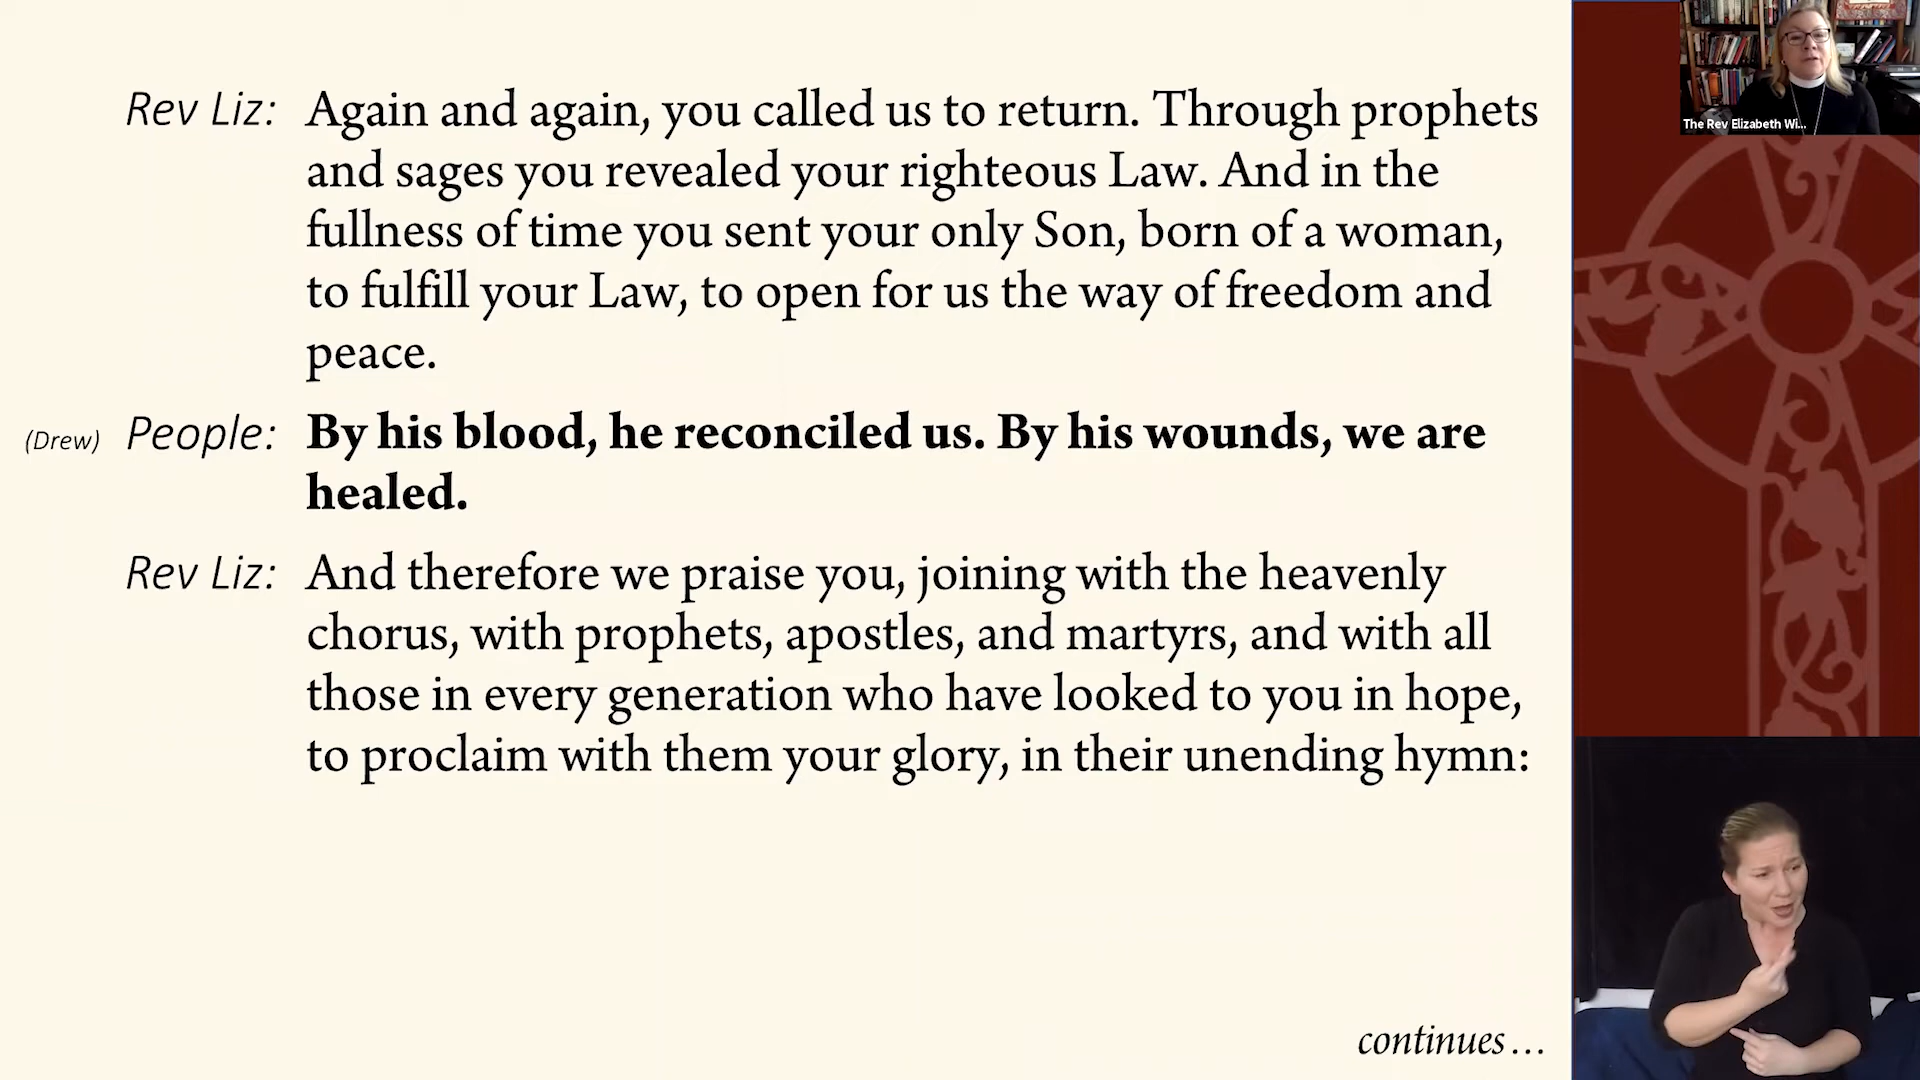 Rev Liz: Again and again, you called us to return. Through prophets
and sages you revealed your righteous Law. And in the
fullness of time you sent your only Son, born of a woman,
to fulfill your Law, to open for us the way of freedom and
peace.
(Drew) People: By his blood, he reconciled us. By his wounds, we are
healed.
Rev Liz: And therefore we praise you, joining with the heavenly
chorus, with prophets, apostles, and martyrs, and with all
those in every generation who have looked to you in hope,
to proclaim with them your glory, in their unending hymn:
continues...
The Rev Elizabeth Wi...